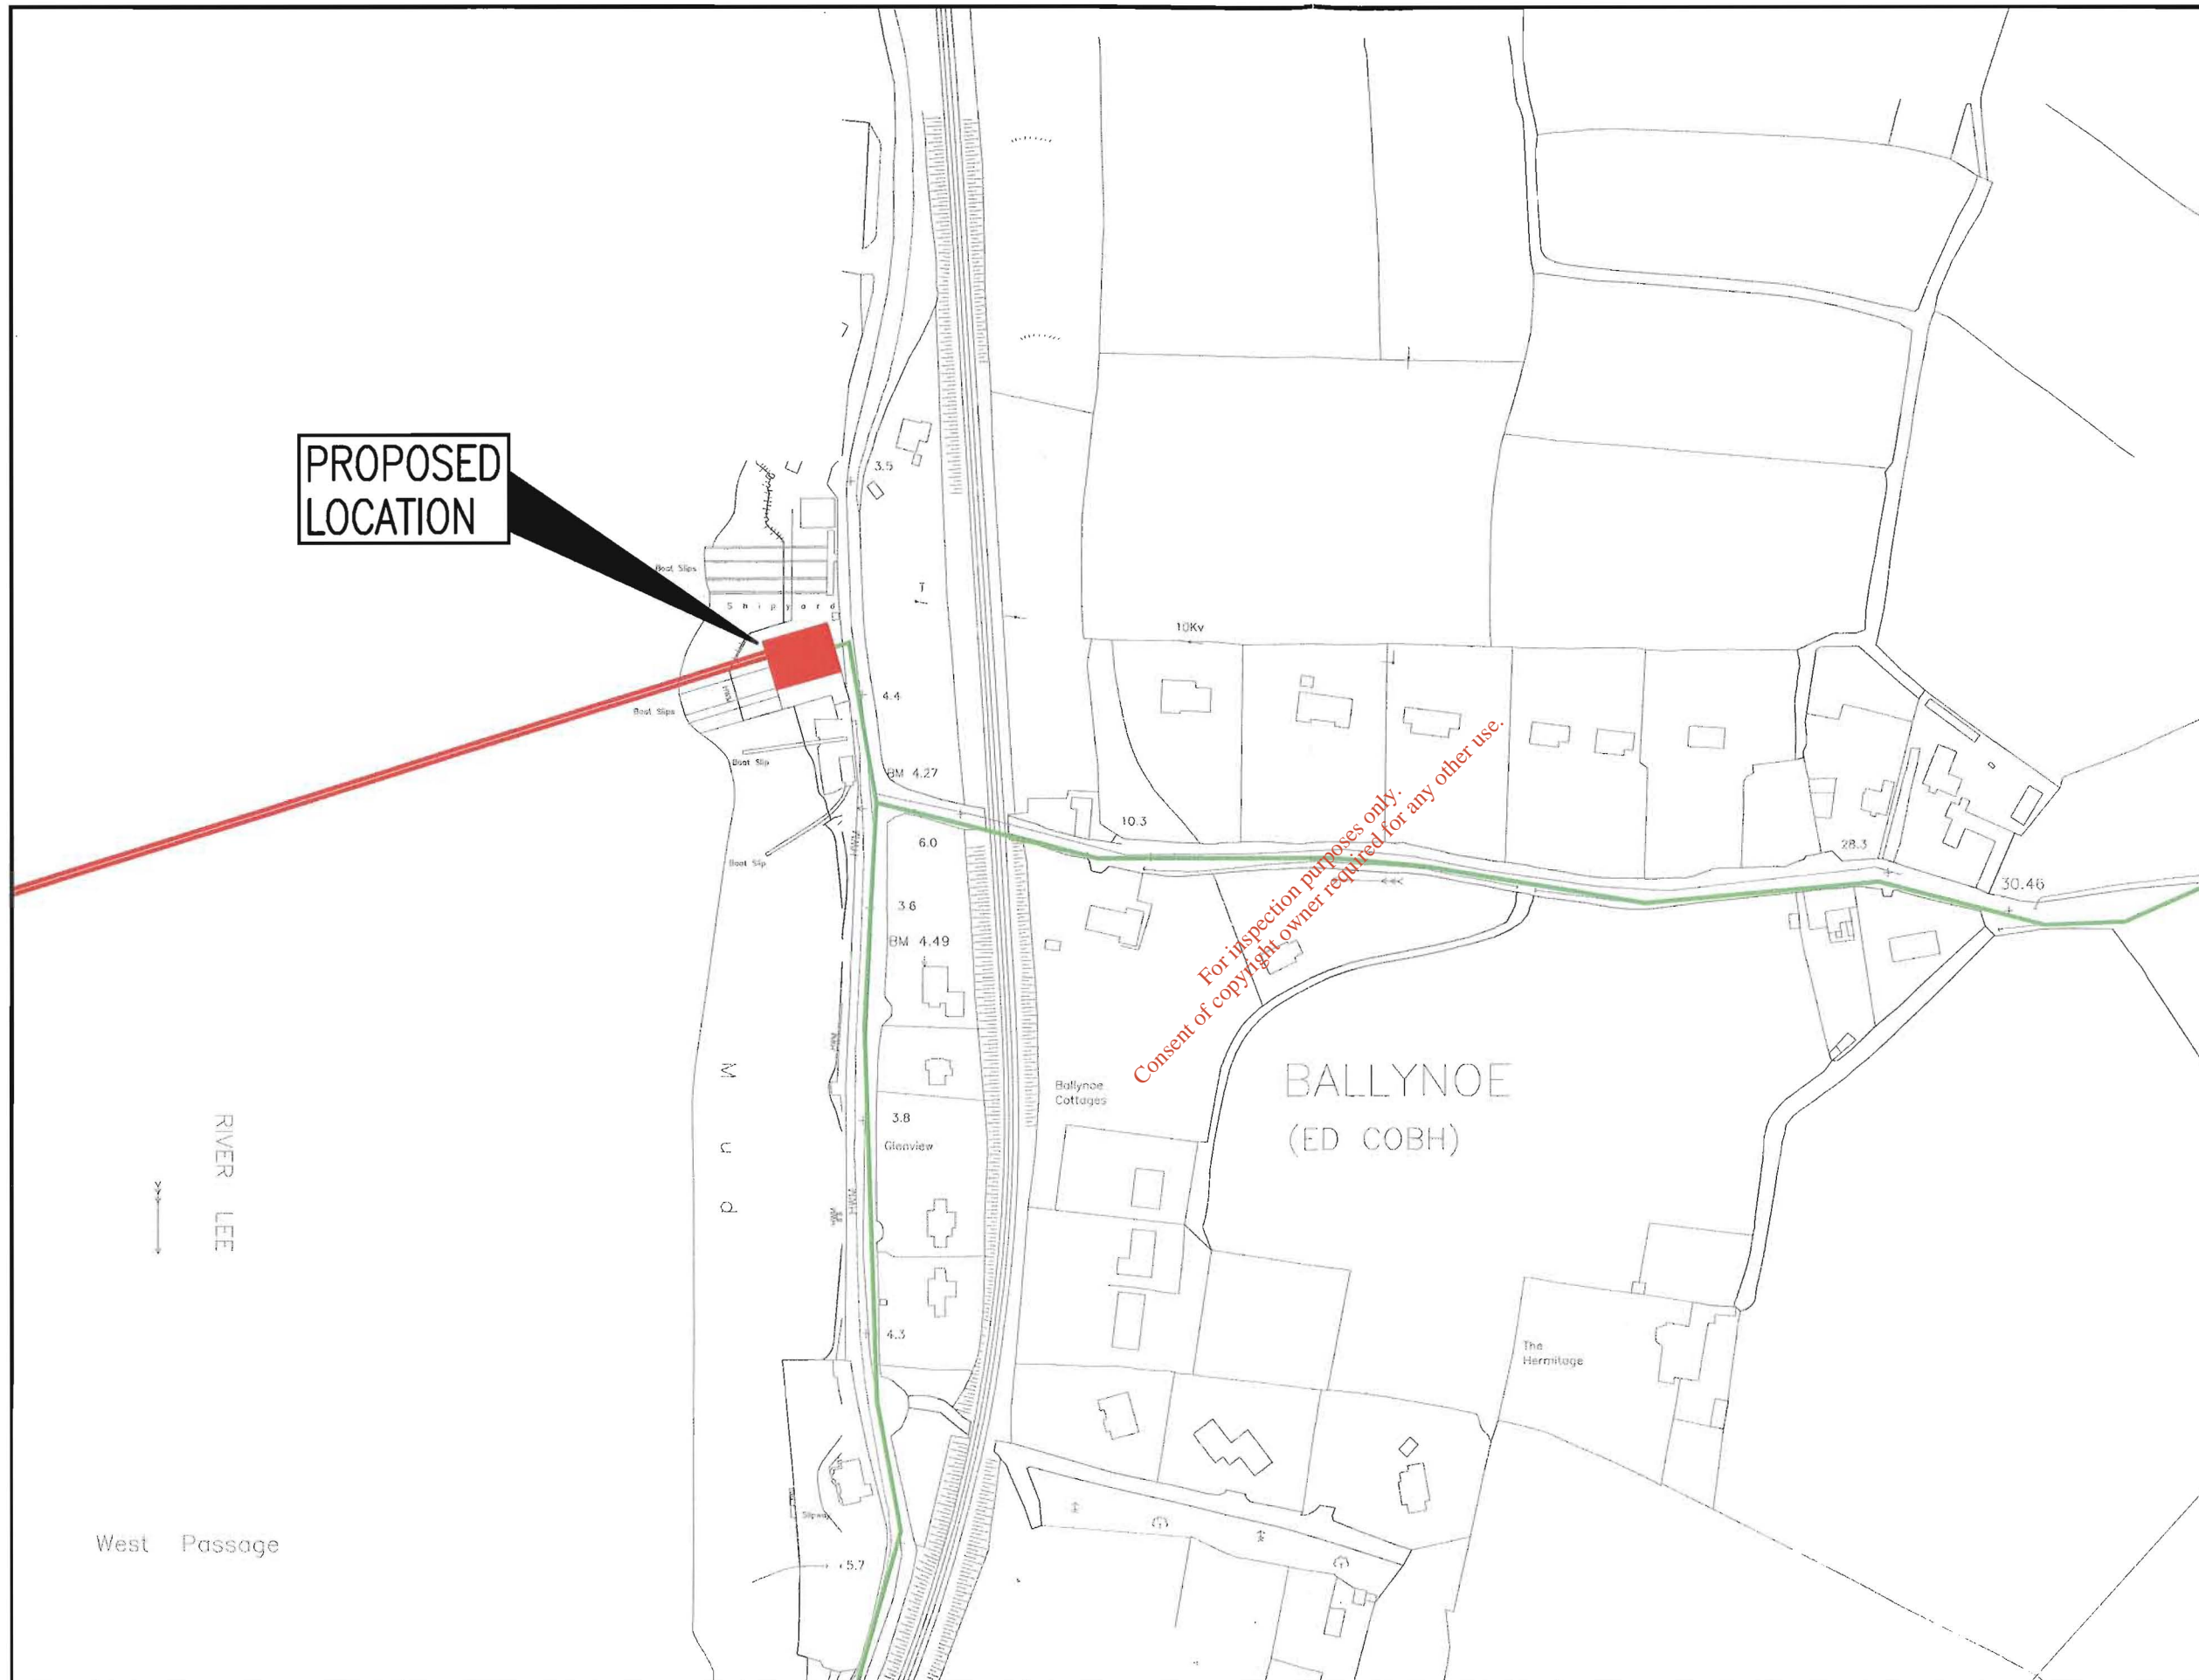 PROPOSED
LOCATION
3.5
Boat Slips
Shipyard
10Kv
4.4
Boat Slips
Boat Slip
BM 4.27
10.3
6.0
28.3
Boat Slip
30.46
3.6
BM 4.49
For inspection purposes only.
Consent of copyright owner required for any other use.
Mud
Ballynoe
Cottages
BALLYNOE
(ED COBH)
3.8
Glenview
RIVER LEE
4.3
The
Hermitage
Slipway
West Passage
5.7